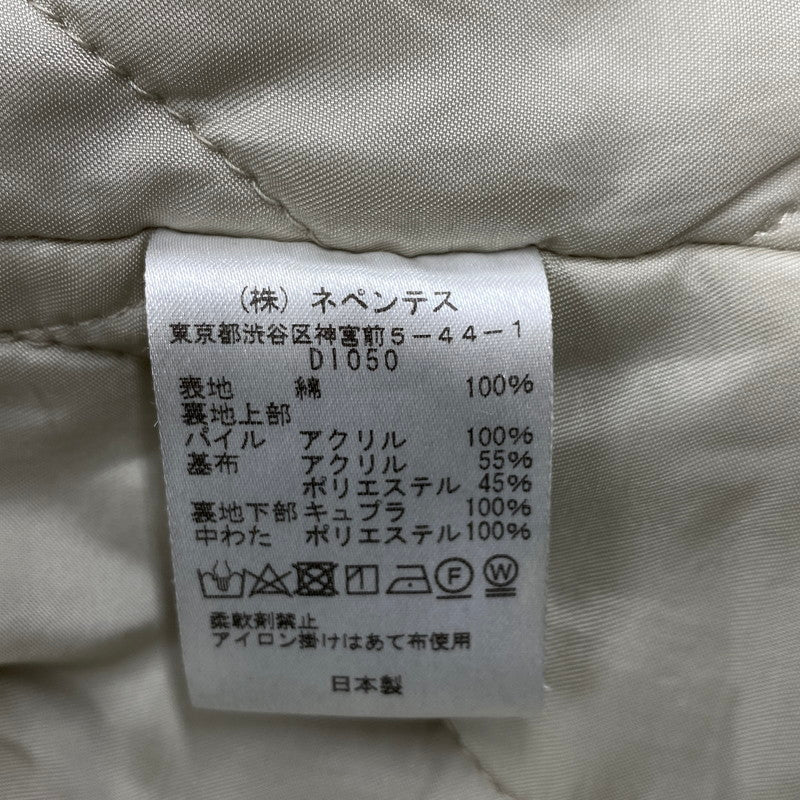 (株) ネペンテス
東京都渋谷区神宮前5-44-1
DI050
表地 綿 100%
裏地上部
パイル アクリル 100%
基布 アクリル 55%
ポリエステル 45%
裏地下部 キュプラ 100%
中わた ポリエステル 100%
F W
柔軟剤禁止
アイロン掛けはあて布使用
日本製